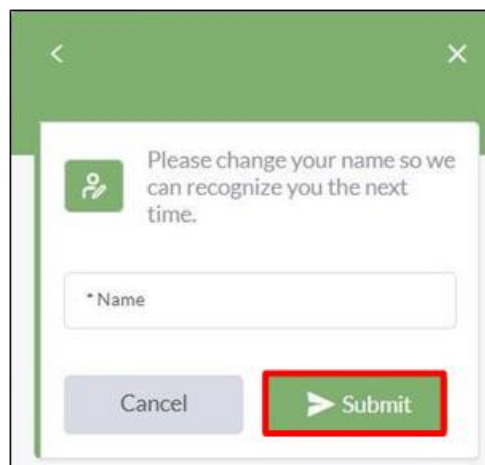 Please change your name so we
can recognize you the next
time.
* Name
Cancel
Submit